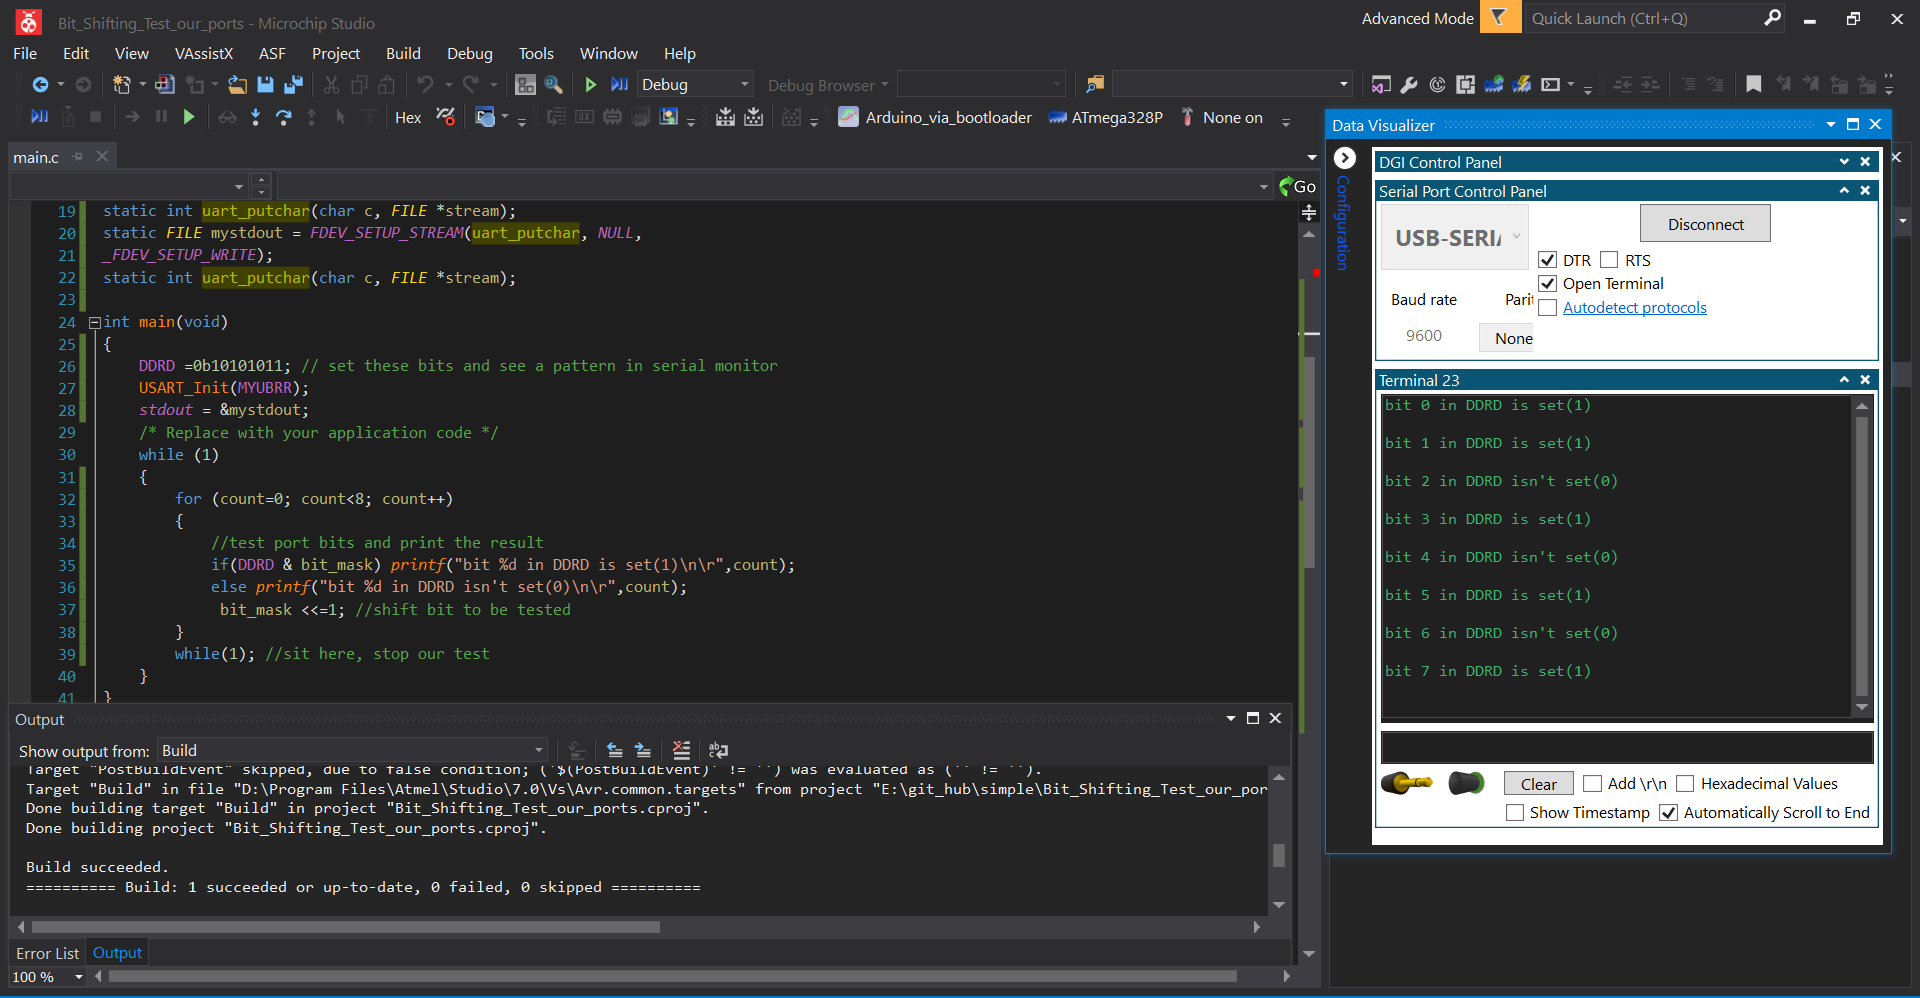 Bit_Shifting_Test_our_ports - Microchip Studio
Advanced Mode
Quick Launch (Ctrl+Q)
File Edit View VAssistX ASF Project Build Debug Tools Window Help
Debug
Debug Browser
Hex
Arduino_via_bootloader
ATmega328P
None on
main.c
Go
19 static int uart_putchar(char c, FILE *stream);
20 static FILE mystdout = FDEV_SETUP_STREAM(uart_putchar, NULL,
21 _FDEV_SETUP_WRITE);
22 static int uart_putchar(char c, FILE *stream);
23
24 int main(void)
25 {
26 DDRD =0b10101011; // set these bits and see a pattern in serial monitor
27 USART_Init(MYUBRR);
28 stdout = &mystdout;
29 /* Replace with your application code */
30 while (1)
31 {
32 for (count=0; count<8; count++)
33 {
34 //test port bits and print the result
35 if(DDRD & bit_mask) printf("bit %d in DDRD is set(1)\n\r",count);
36 else printf("bit %d in DDRD isn't set(0)\n\r",count);
37 bit_mask <<=1; //shift bit to be tested
38 }
39 while(1); //sit here, stop our test
40 }
41 }
Output
Show output from: Build
Target "PostBuildEvent" skipped, due to false condition; ('$(PostBuildEvent)' != '') was evaluated as ('' != '').
Target "Build" in file "D:\Program Files\Atmel\Studio\7.0\Vs\Avr.common.targets" from project "E:\git_hub\simple\Bit_Shifting_Test_our_por
Done building target "Build" in project "Bit_Shifting_Test_our_ports.cproj".
Done building project "Bit_Shifting_Test_our_ports.cproj".
Build succeeded.
========== Build: 1 succeeded or up-to-date, 0 failed, 0 skipped ==========
Error List
Output
100 %
Data Visualizer
Configuration
DGI Control Panel
Serial Port Control Panel
USB-SERI
Disconnect
DTR
RTS
Open Terminal
Baud rate
Parit
Autodetect protocols
9600
None
Terminal 23
bit 0 in DDRD is set(1)
bit 1 in DDRD is set(1)
bit 2 in DDRD isn't set(0)
bit 3 in DDRD is set(1)
bit 4 in DDRD isn't set(0)
bit 5 in DDRD is set(1)
bit 6 in DDRD isn't set(0)
bit 7 in DDRD is set(1)
Clear
Add \r\n
Hexadecimal Values
Show Timestamp
Automatically Scroll to End